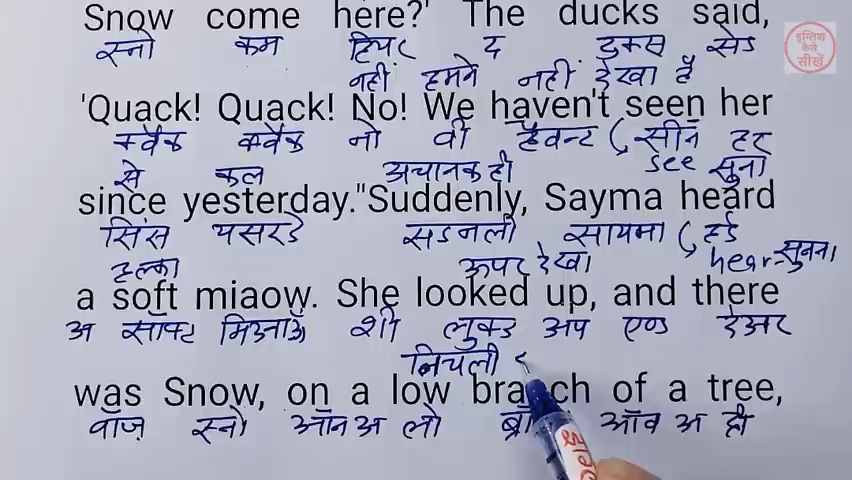 Snow come here?' The ducks said,
स्नो कम हियर द डक्स सेड
नहीं हमने नहीं देखा है
'Quack! Quack! No! We haven't seen her
क्वैक क्वैक नो वी हैवन्ट सीन हर
से कल अचानक ही see सुना
since yesterday."Suddenly, Sayma heard
सिंस यसरडे सडनली सायमा हर्ड
हल्का ऊपर देखा hear-सुनना
a soft miaow. She looked up, and there
अ सॉफ्ट मिआऊँ शी लुक्ड अप एण्ड देअर
निचली
was Snow, on a low branch of a tree,
वॉज़ स्नो ऑन अ लो ऑव अ ट्री
इंग्लिश
कैसे
सीखें